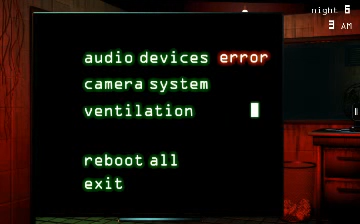 night 6
3 AM
audio devices error
camera system
ventilation
reboot all
exit